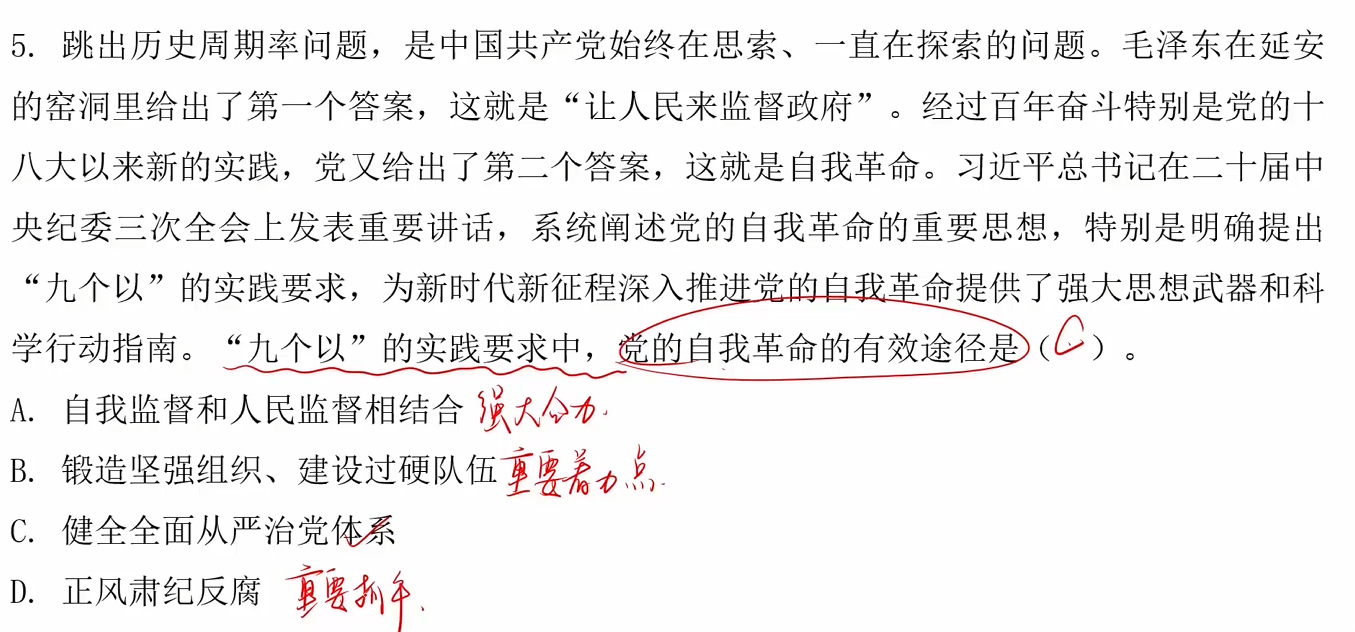 5. 跳出历史周期率问题，是中国共产党始终在思索、一直在探索的问题。毛泽东在延安
的窑洞里给出了第一个答案，这就是“让人民来监督政府”。经过百年奋斗特别是党的十
八大以来新的实践，党又给出了第二个答案，这就是自我革命。习近平总书记在二十届中
央纪委三次全会上发表重要讲话，系统阐述党的自我革命的重要思想，特别是明确提出
“九个以”的实践要求，为新时代新征程深入推进党的自我革命提供了强大思想武器和科
学行动指南。“九个以”的实践要求中，党的自我革命的有效途径是（C）。
A. 自我监督和人民监督相结合 强大合力.
B. 锻造坚强组织、建设过硬队伍 重要着力点.
C. 健全全面从严治党体系
D. 正风肃纪反腐 重要抓手.